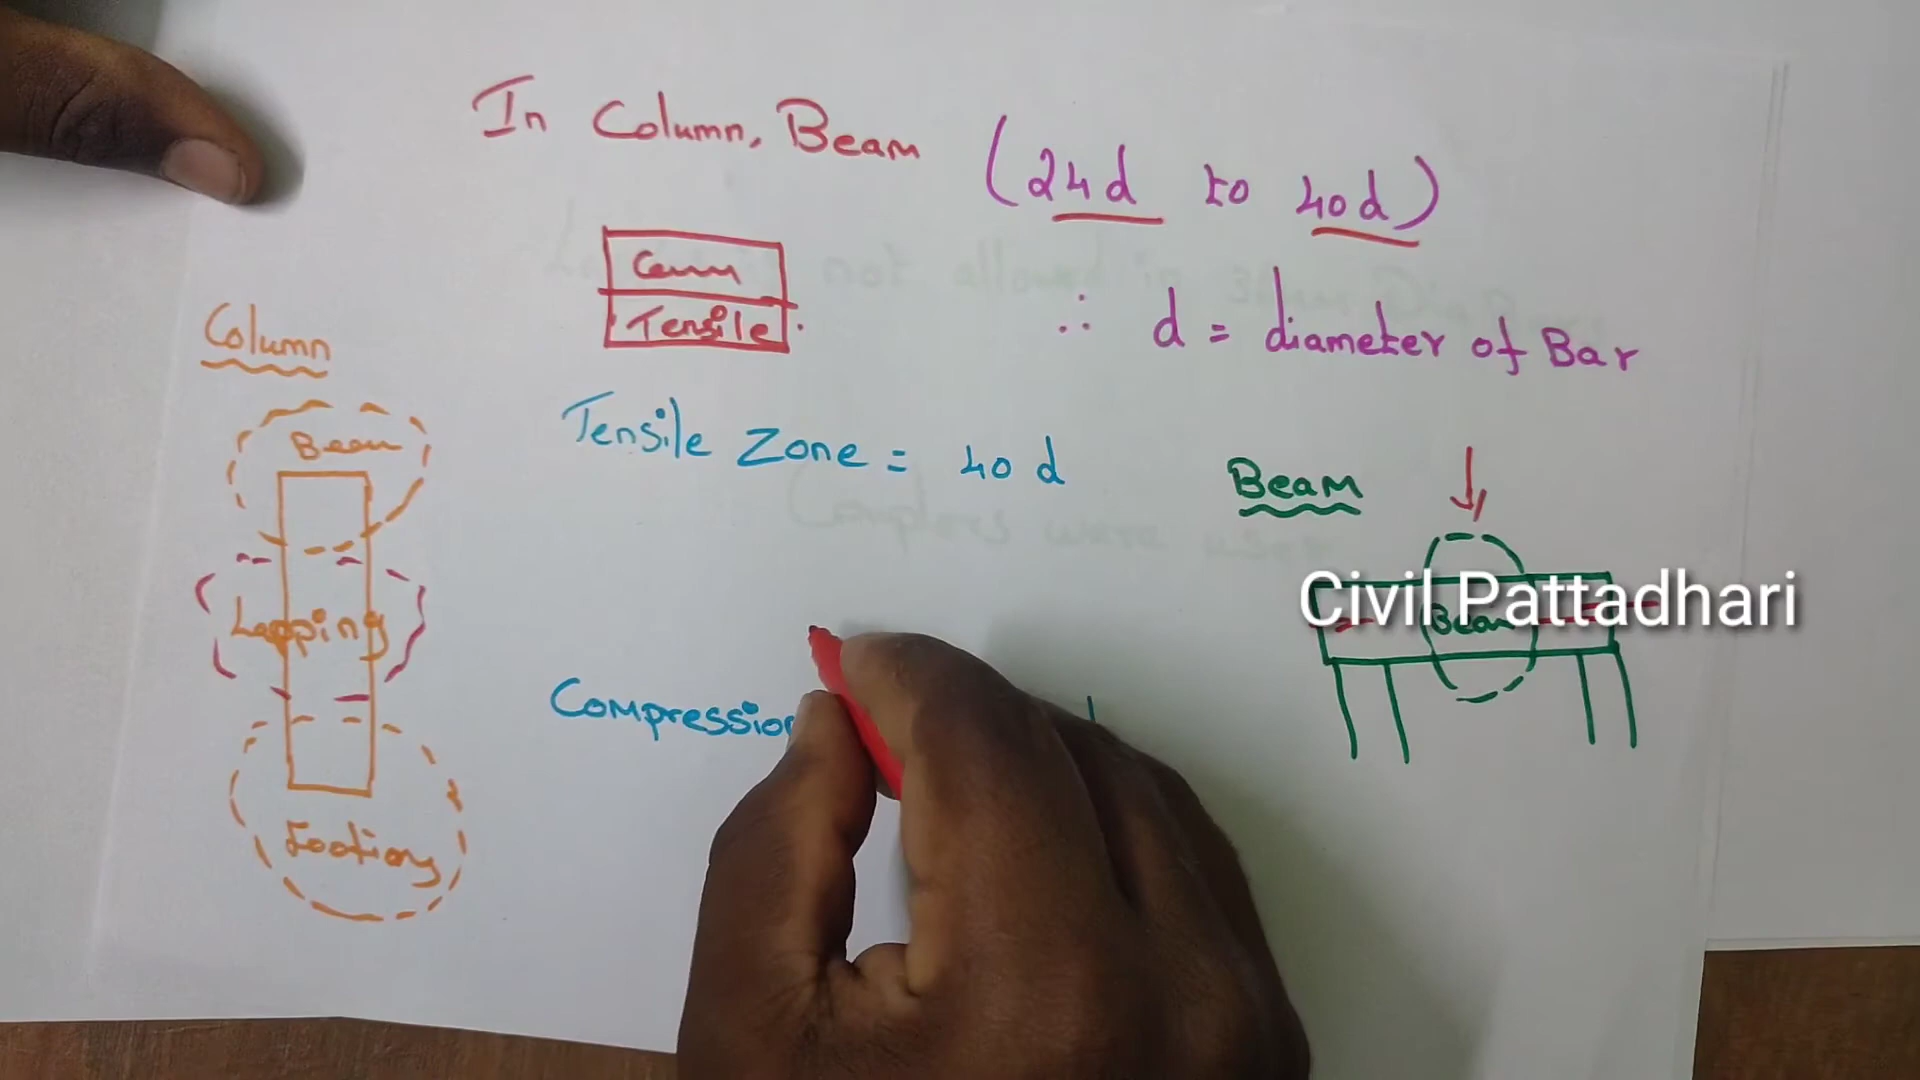 In Column, Beam (24d to 40d)
Tensile
∴ d = diameter of Bar
Column
Beam
Tensile Zone = 40 d
Beam
Lapping
Civil Pattadhari
Beam
Compression
Footing